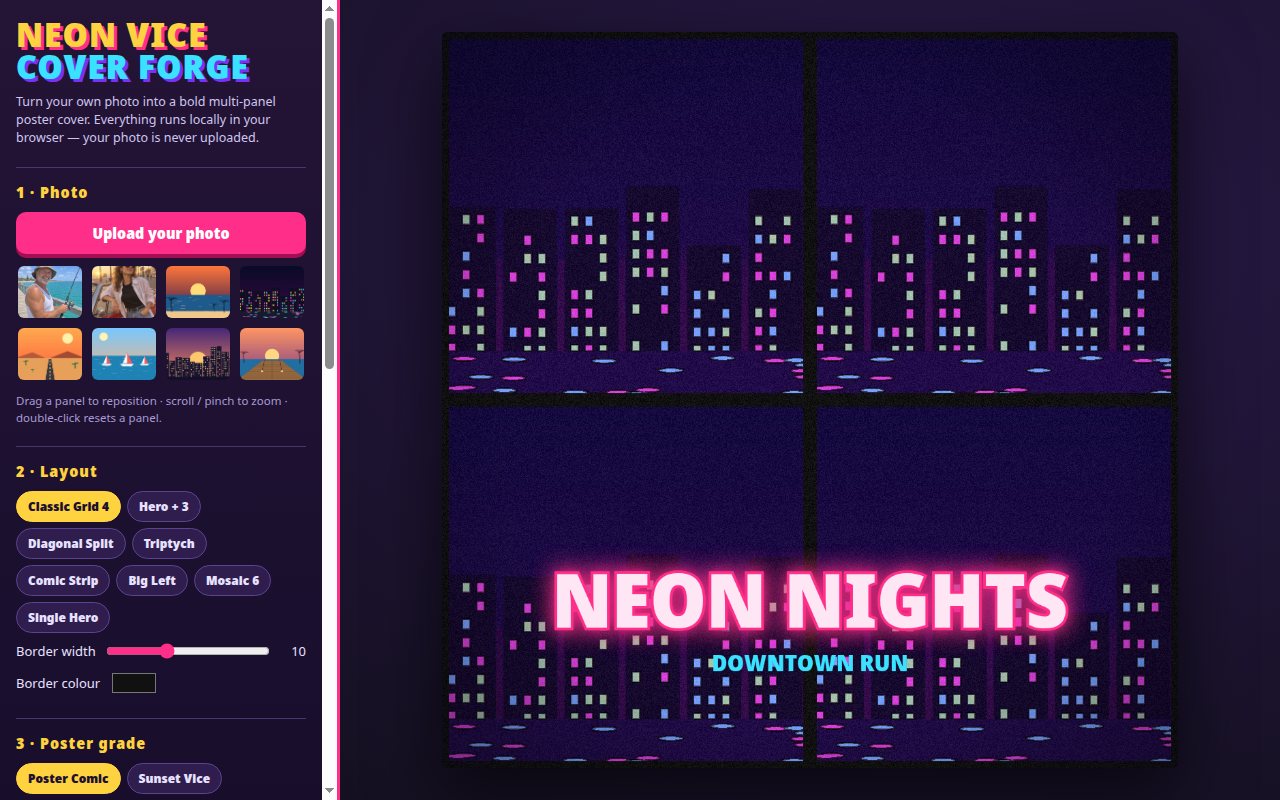 NEON VICE
COVER FORGE
Turn your own photo into a bold multi-panel
poster cover. Everything runs locally in your
browser — your photo is never uploaded.
1 · Photo
Upload your photo
Drag a panel to reposition · scroll / pinch to zoom ·
double-click resets a panel.
2 · Layout
Classic Grid 4
Hero + 3
Diagonal Split
Triptych
Comic Strip
Big Left
Mosaic 6
Single Hero
Border width
10
Border colour
3 · Poster grade
Poster Comic
Sunset Vice
NEON NIGHTS
DOWNTOWN RUN